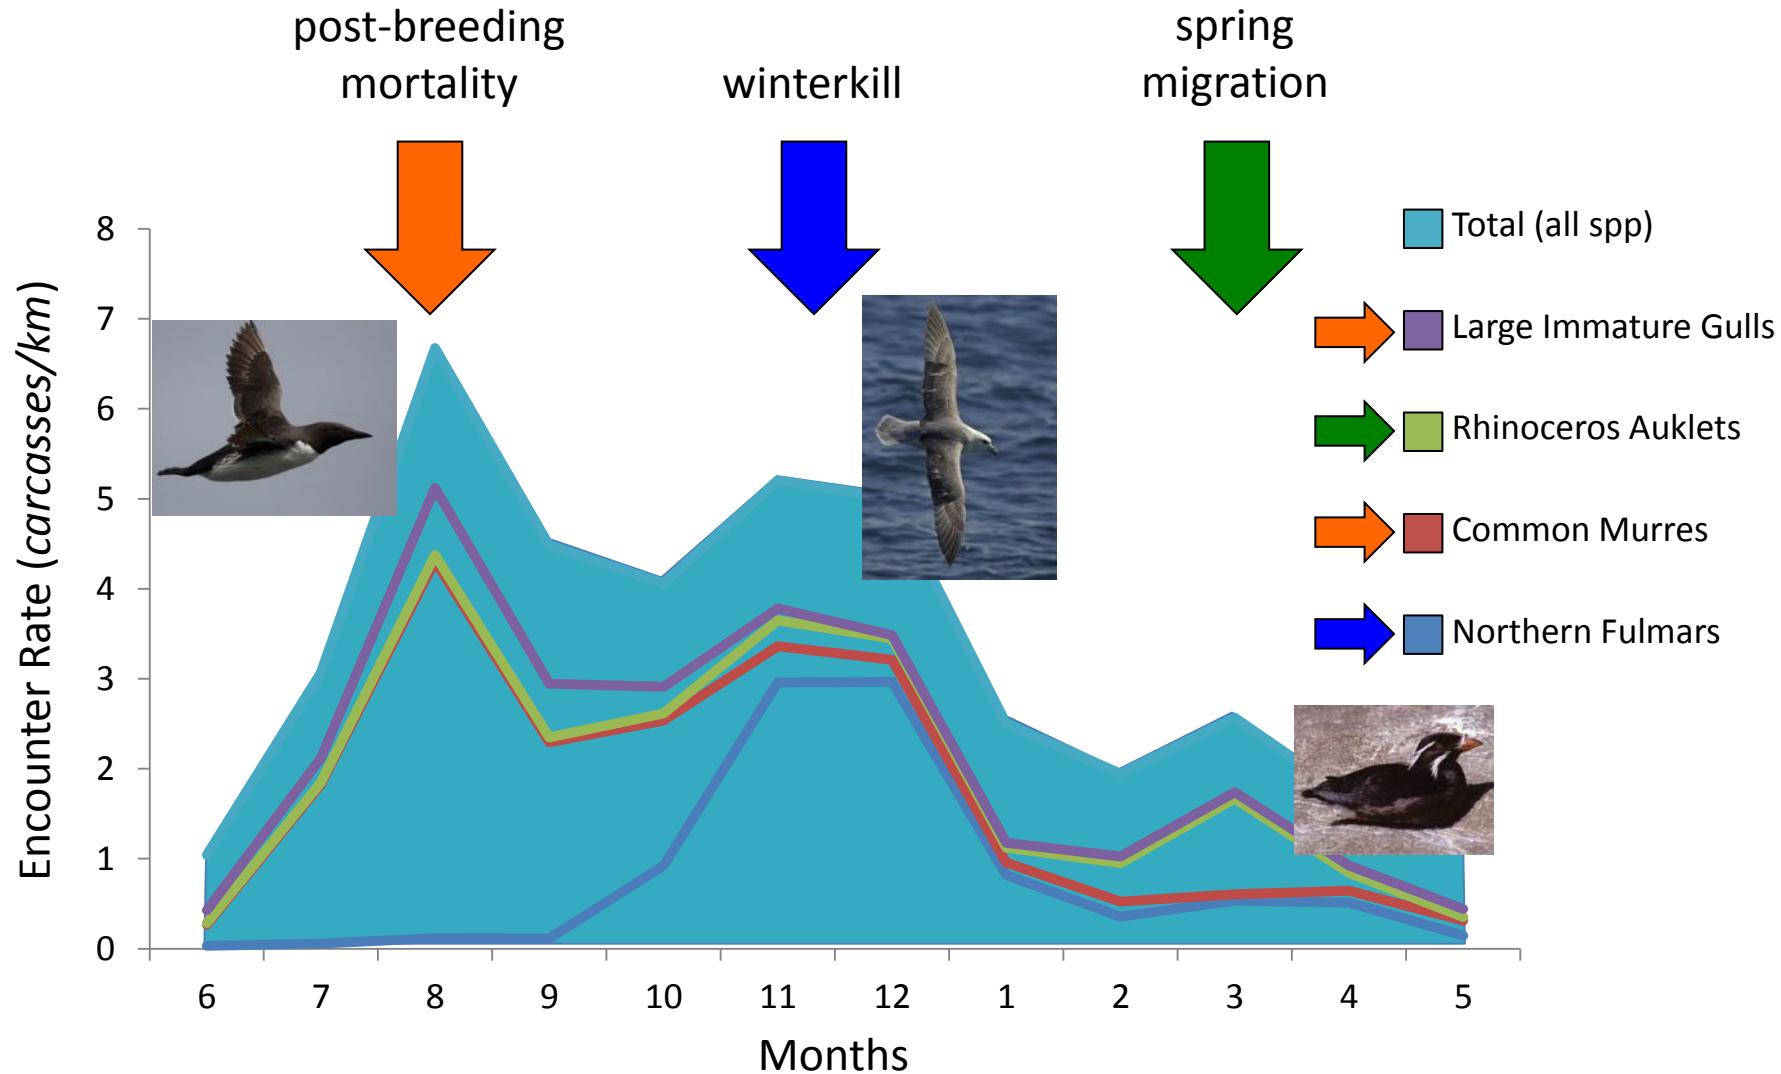 post-breeding
mortality
winterkill
spring
migration
8
7
6
5
4
3
2
1
0
Encounter Rate (carcasses/km)
Total (all spp)
Large Immature Gulls
Rhinoceros Auklets
Common Murres
Northern Fulmars
6 7 8 9 10 11 12 1 2 3 4 5
Months